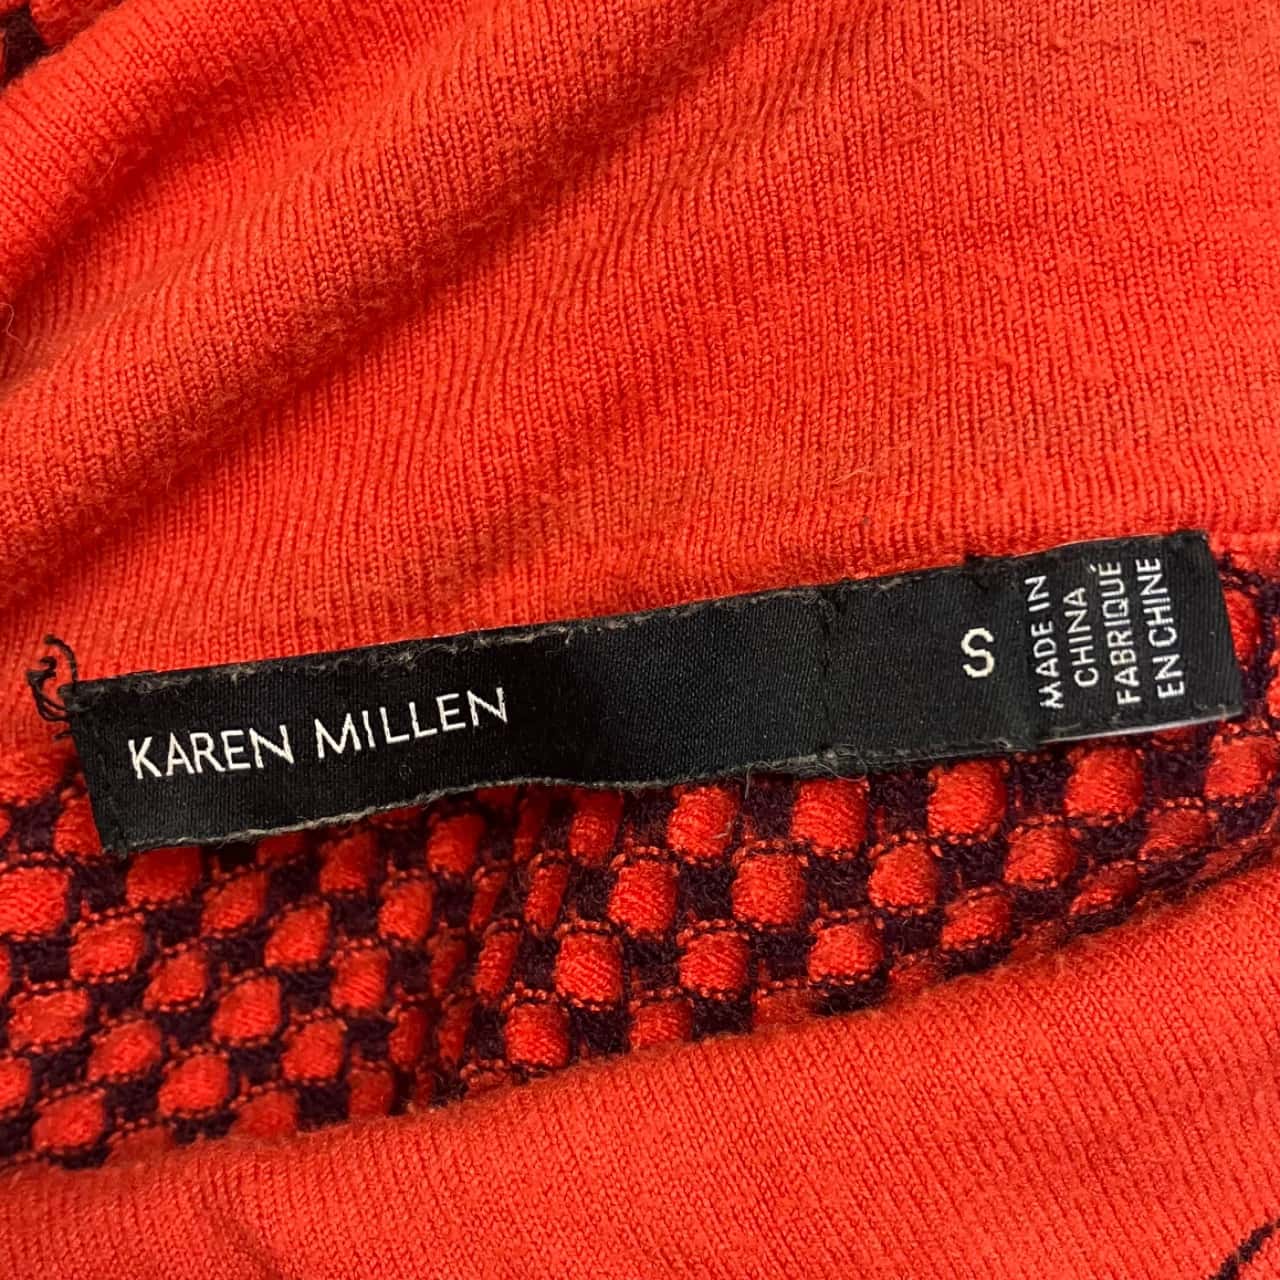 KAREN MILLEN
S
MADE IN
CHINA
FABRIQUÉ
EN CHINE